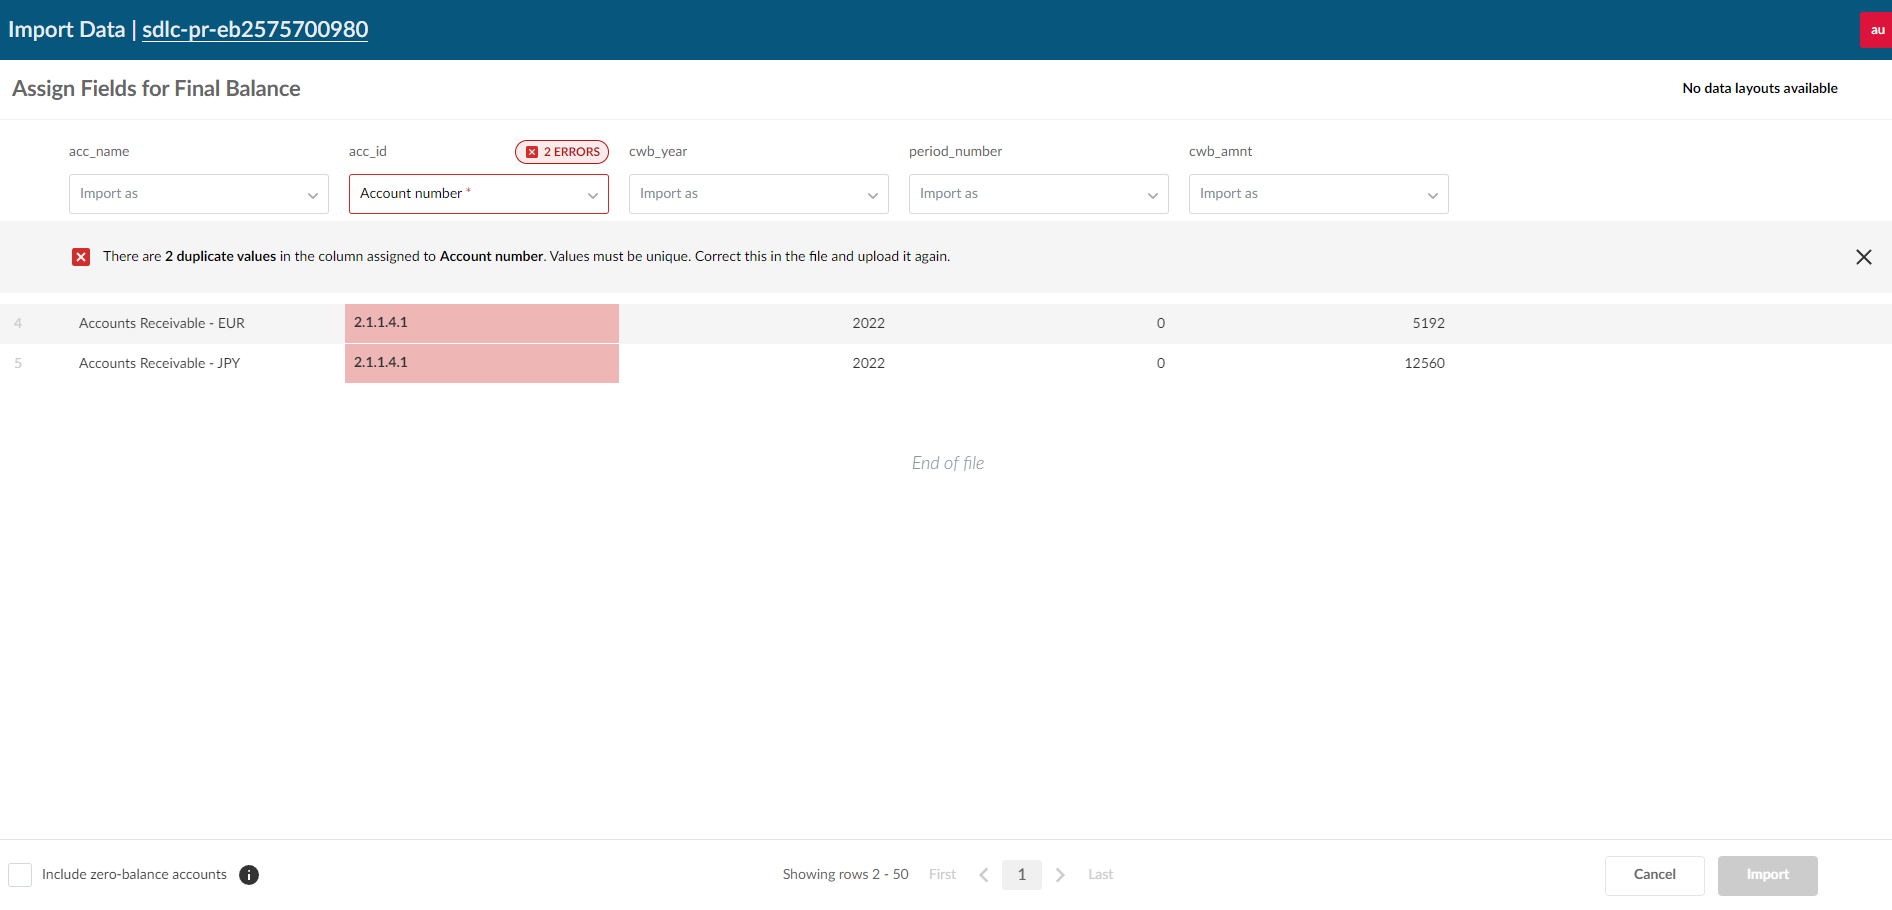 Import Data | sdlc-pr-eb2575700980
au
Assign Fields for Final Balance
No data layouts available
acc_name
acc_id
2 ERRORS
cwb_year
period_number
cwb_amnt
Import as
Account number *
Import as
Import as
Import as
There are 2 duplicate values in the column assigned to Account number. Values must be unique. Correct this in the file and upload it again.
4 Accounts Receivable - EUR 2.1.1.4.1 2022 0 5192
5 Accounts Receivable - JPY 2.1.1.4.1 2022 0 12560
End of file
Include zero-balance accounts
Showing rows 2 - 50 First 1 Last
Cancel
Import